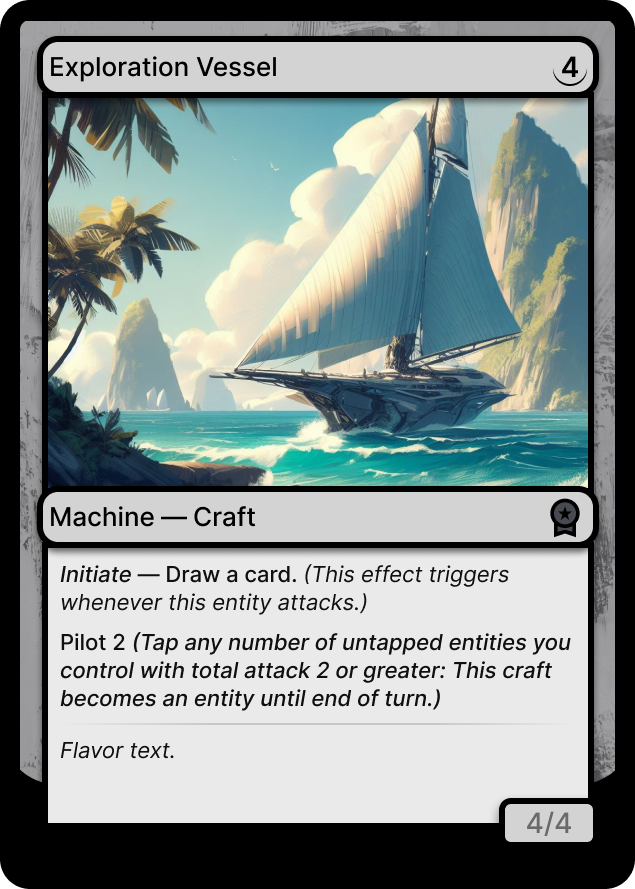 Exploration Vessel 4
Machine — Craft
Initiate — Draw a card. (This effect triggers
whenever this entity attacks.)
Pilot 2 (Tap any number of untapped entities you
control with total attack 2 or greater: This craft
becomes an entity until end of turn.)
Flavor text.
4/4